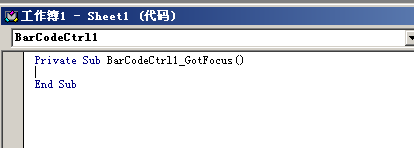 工作簿1 - Sheet1 (代码)
BarCodeCtrl1
Private Sub BarCodeCtrl1_GotFocus()
End Sub